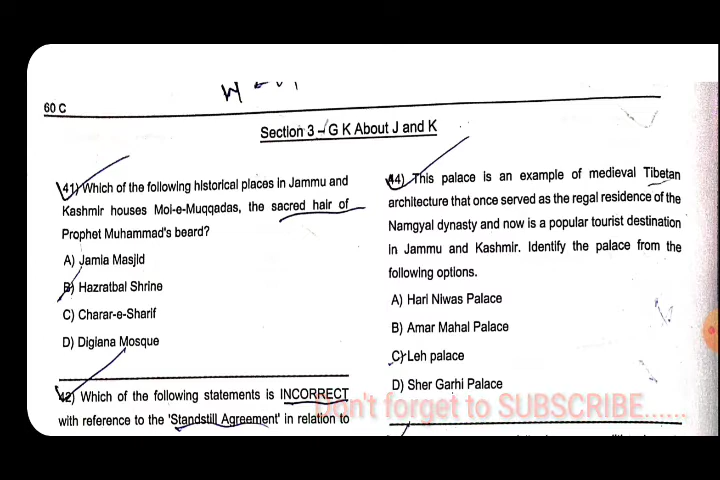 60 C
Section 3 - G K About J and K
41) Which of the following historical places in Jammu and
Kashmir houses Moi-e-Muqqadas, the sacred hair of
Prophet Muhammad's beard?
A) Jamia Masjid
B) Hazratbal Shrine
C) Charar-e-Sharif
D) Digiana Mosque
42) Which of the following statements is INCORRECT
with reference to the 'Standstill Agreement' in relation to
44) This palace is an example of medieval Tibetan
architecture that once served as the regal residence of the
Namgyal dynasty and now is a popular tourist destination
in Jammu and Kashmir. Identify the palace from the
following options.
A) Hari Niwas Palace
B) Amar Mahal Palace
C) Leh palace
D) Sher Garhi Palace
Don't forget to SUBSCRIBE......